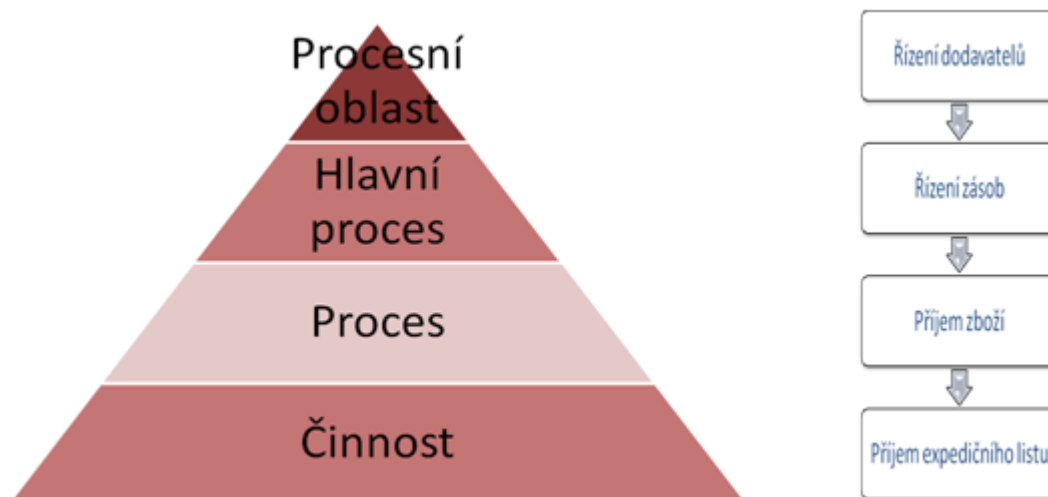 Procesní
oblast
Hlavní
proces
Proces
Činnost
Řízení dodavatelů
Řízení zásob
Příjem zboží
Příjem expedičního listu